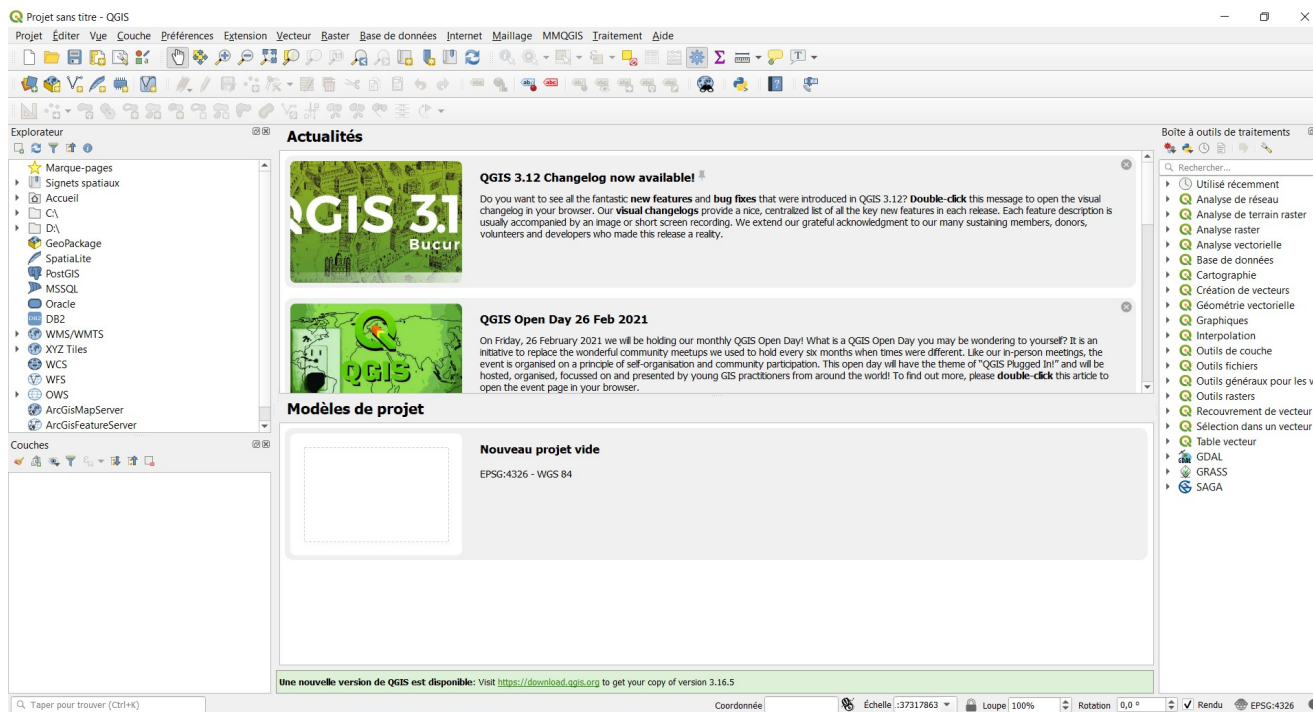 Projet sans titre - QGIS
Projet Éditer Vue Couche Préférences Extension Vecteur Raster Base de données Internet Maillage MMQGIS Traitement Aide
Explorateur
Marque-pages
Signets spatiaux
Accueil
C:\
D:\
GeoPackage
SpatiaLite
PostGIS
MSSQL
Oracle
DB2
WMS/WMTS
XYZ Tiles
WCS
WFS
OWS
ArcGisMapServer
ArcGisFeatureServer
Couches
Actualités
QGIS 3.1
Bucur
QGIS 3.12 Changelog now available!
Do you want to see all the fantastic new features and bug fixes that were introduced in QGIS 3.12? Double-click this message to open the visual
changelog in your browser. Our visual changelogs provide a nice, centralized list of all the key new features in each release. Each feature description is
usually accompanied by an image or short screen recording. We extend our grateful acknowledgment to our many sustaining members, donors,
volunteers and developers who made this release a reality.
QGIS
QGIS Open Day 26 Feb 2021
On Friday, 26 February 2021 we will be holding our monthly QGIS Open Day! What is a QGIS Open Day you may be wondering to yourself? It is an
initiative to replace the wonderful community meetups we used to hold every six months when times were different. Like our in-person meetings, the
event is organised on a principle of self-organisation and community participation. This open day will have the theme of "QGIS Plugged In!" and will be
hosted, organised, focussed on and presented by young GIS practitioners from around the world! To find out more, please double-click this article to
open the event page in your browser.
Modèles de projet
Nouveau projet vide
EPSG:4326 - WGS 84
Une nouvelle version de QGIS est disponible: Visit https://download.qgis.org to get your copy of version 3.16.5
Boîte à outils de traitements
Rechercher...
Utilisé récemment
Analyse de réseau
Analyse de terrain raster
Analyse raster
Analyse vectorielle
Base de données
Cartographie
Création de vecteurs
Géométrie vectorielle
Graphiques
Interpolation
Outils de couche
Outils fichiers
Outils généraux pour les v
Outils rasters
Recouvrement de vecteur
Sélection dans un vecteur
Table vecteur
GDAL
GRASS
SAGA
Taper pour trouver (Ctrl+K)
Coordonnée
Échelle .:37317863
Loupe 100%
Rotation 0,0 °
Rendu
EPSG:4326